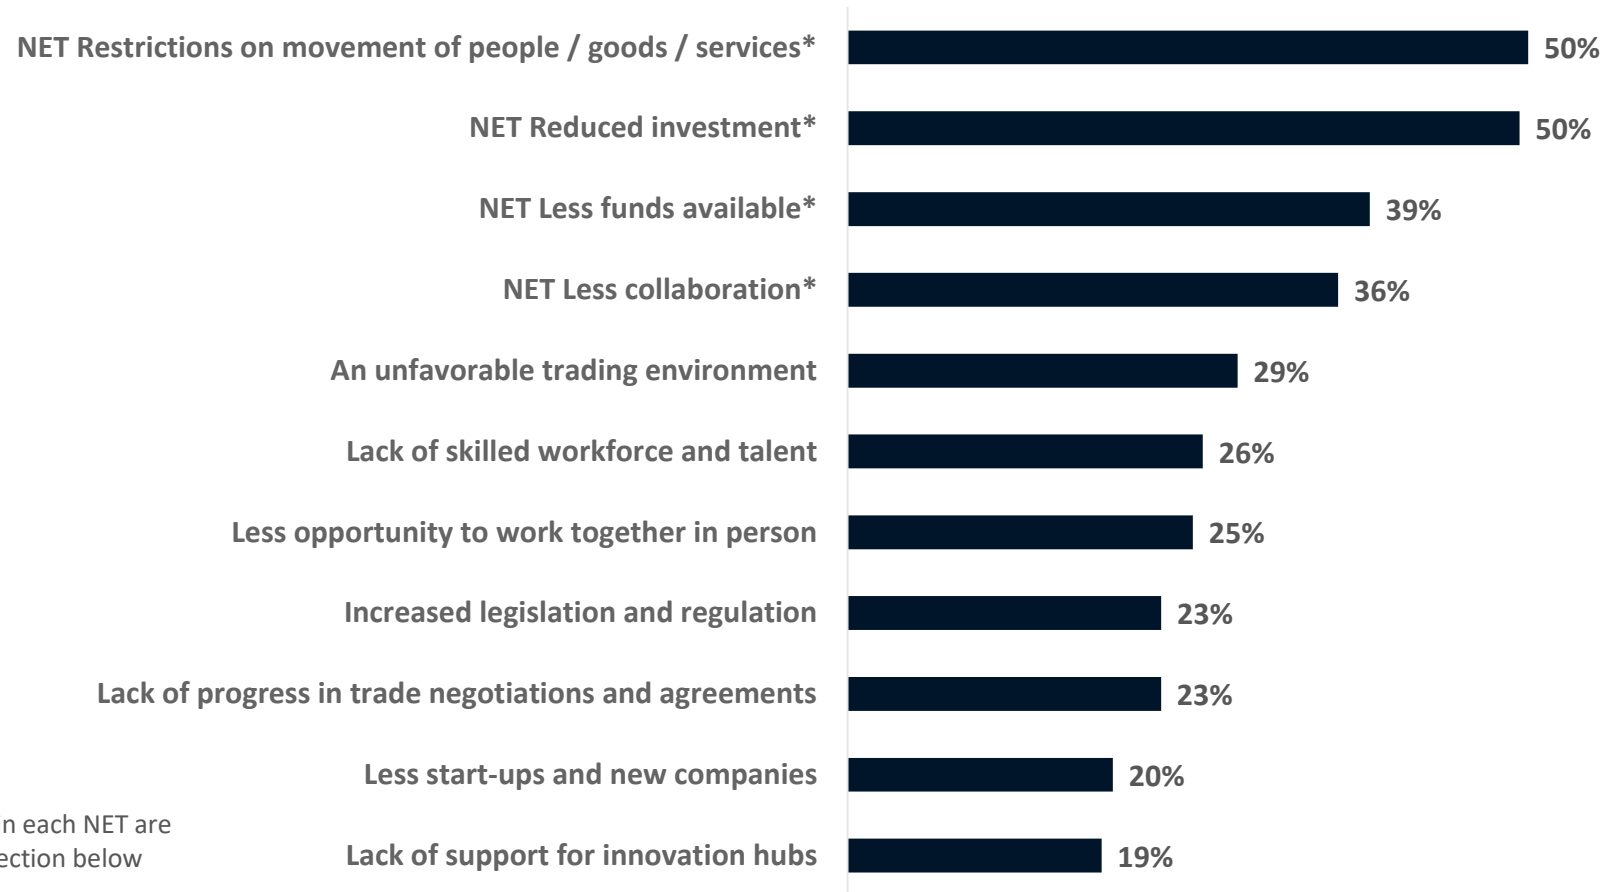 NET Restrictions on movement of people / goods / services* 50%
NET Reduced investment* 50%
NET Less funds available* 39%
NET Less collaboration* 36%
An unfavorable trading environment 29%
Lack of skilled workforce and talent 26%
Less opportunity to work together in person 25%
Increased legislation and regulation 23%
Lack of progress in trade negotiations and agreements 23%
Less start-ups and new companies 20%
in each NET are
Lack of support for innovation hubs 19%
below